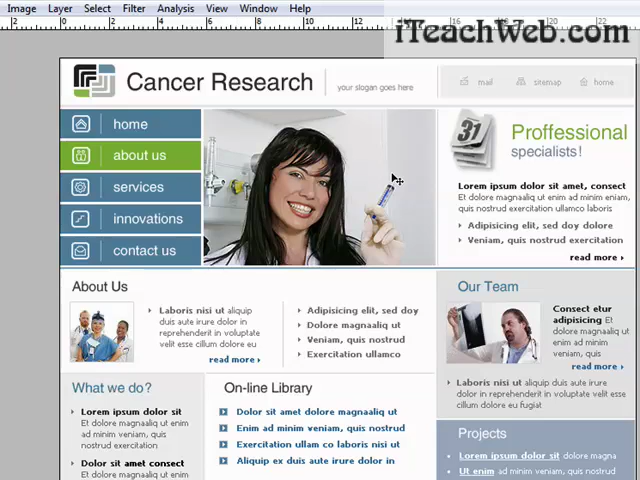 Image Layer Select Filter Analysis View Window Help
iTeachWeb.com
Cancer Research
your slogan goes here
mail sitemap home
home
about us
services
innovations
contact us
31
Proffessional
specialists!
Lorem ipsum dolor sit amet, consect
Et dolore magnaaliq ut enim ad minim veniam,
quis nostrud exercitation ullamco laboris
Adipiscing elit, sed doy dolore
Veniam, quis nostrud exercitation
read more
About Us
Laboris nisi ut aliquip
duis aute irure dolor in
reprehenderit in voluptate
velit esse cillum dolore eu
read more
Adipisicing elit, sed doy
Dolore magnaaliq ut
Veniam, quis nostrud
Exercitation ullamco
Our Team
Consect etur
adipisicing Et
dolore magnaaliq
ut enim ad minim
veniam, quis
read more
Laboris nisi ut aliquip duis aute irure dolor
in reprehenderit in voluptate velit esse cillum
dolore eu fugiat
What we do?
Lorem ipsum dolor sit
Et dolore magnaaliq ut enim
ad minim veniam, quis
nostrud exercitation
Dolor sit amet consect
Et dolore magnaaliq ut enim
On-line Library
Dolor sit amet dolore magnaaliq ut
Enim ad minim veniam, quis nostrud
Exercitation ullam co laboris nisi ut
Aliquip ex duis aute irure dolor in
Projects
Lorem ipsum dolor sit dolore magna
Ut enim ad minim veniam, quis nostrud